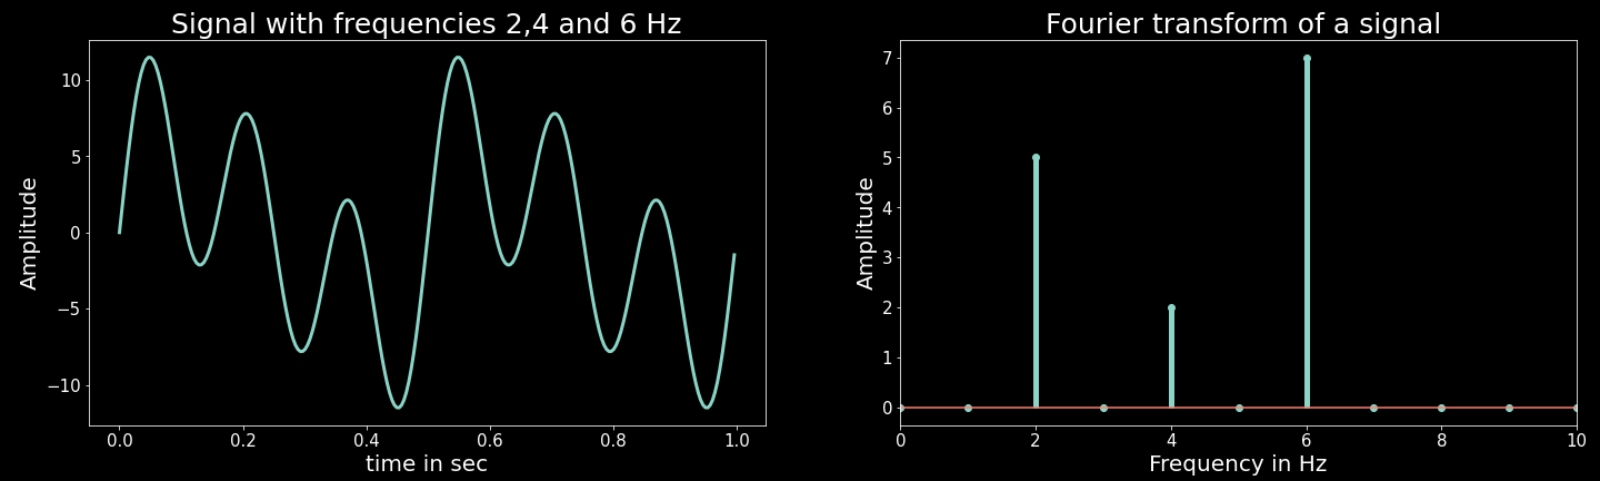 Signal with frequencies 2,4 and 6 Hz
10
5
0
−5
−10
Amplitude
0.0 0.2 0.4 0.6 0.8 1.0
time in sec
Fourier transform of a signal
7
6
5
4
3
2
1
0
Amplitude
0 2 4 6 8 10
Frequency in Hz